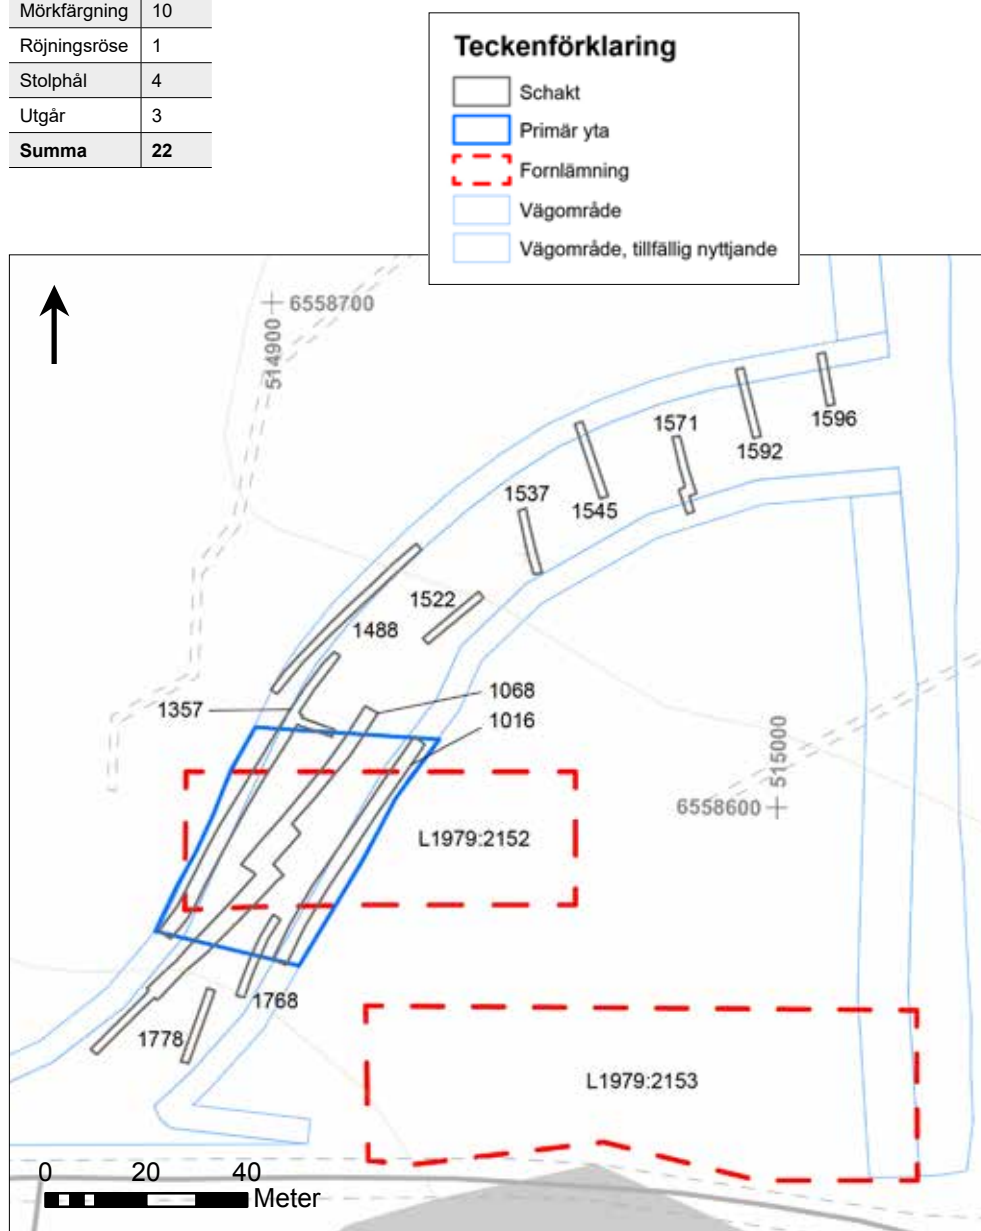 Mörkfärgning 10
Röjningsröse 1
Stolphål 4
Utgår 3
Summa 22
Teckenförklaring
Schakt
Primär yta
Fornlämning
Vägområde
Vägområde, tillfällig nyttjande
6558700
514900
1596
1571
1592
1537
1545
1522
1488
1068
1357
1016
515000
6558600
L1979:2152
1768
1778
L1979:2153
0 20 40
Meter